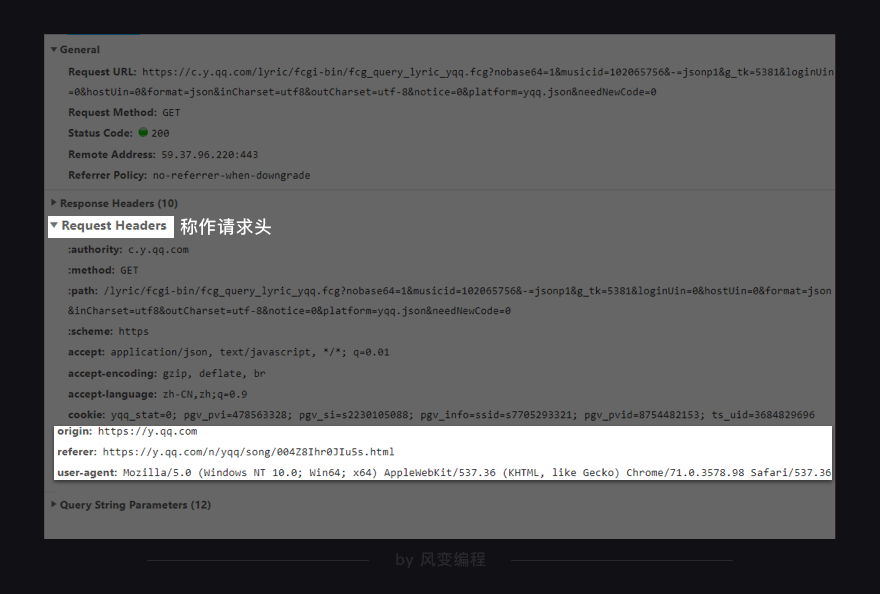 General
Request URL: https://c.y.qq.com/lyric/fcgi-bin/fcg_query_lyric_yqq.fcg?nobase64=1&musicid=102065756&-=jsonp1&g_tk=5381&loginUin
=0&hostUin=0&format=json&inCharset=utf8&outCharset=utf-8&notice=0&platform=yqq.json&needNewCode=0
Request Method: GET
Status Code: 200
Remote Address: 59.37.96.220:443
Referrer Policy: no-referrer-when-downgrade
Response Headers (10)
Request Headers 称作请求头
:authority: c.y.qq.com
:method: GET
:path: /lyric/fcgi-bin/fcg_query_lyric_yqq.fcg?nobase64=1&musicid=102065756&-=jsonp1&g_tk=5381&loginUin=0&hostUin=0&format=json
&inCharset=utf8&outCharset=utf-8&notice=0&platform=yqq.json&needNewCode=0
:scheme: https
accept: application/json, text/javascript, */*; q=0.01
accept-encoding: gzip, deflate, br
accept-language: zh-CN,zh;q=0.9
cookie: yqq_stat=0; pgv_pvi=478563328; pgv_si=s2230105088; pgv_info=ssid=s7705293321; pgv_pvid=8754482153; ts_uid=3684829696
origin: https://y.qq.com
referer: https://y.qq.com/n/yqq/song/004Z8Ihr0JIu5s.html
user-agent: Mozilla/5.0 (Windows NT 10.0; Win64; x64) AppleWebKit/537.36 (KHTML, like Gecko) Chrome/71.0.3578.98 Safari/537.36
Query String Parameters (12)
by 风变编程